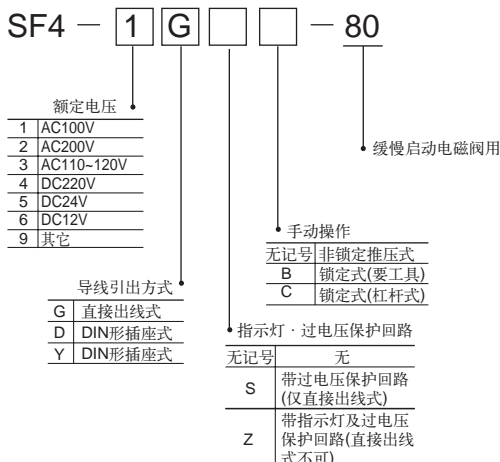 SF4 — 1 G □ □ — 80
额定电压
1 AC100V
2 AC200V
3 AC110~120V
4 DC220V
5 DC24V
6 DC12V
9 其它
导线引出方式
G 直接出线式
D DIN形插座式
Y DIN形插座式
缓慢启动电磁阀用
手动操作
无记号 非锁定推压式
B 锁定式(要工具)
C 锁定式(杠杆式)
指示灯·过电压保护回路
无记号 无
S 带过电压保护回路
(仅直接出线式)
Z 带指示灯及过电压
保护回路(直接出线
式不可)